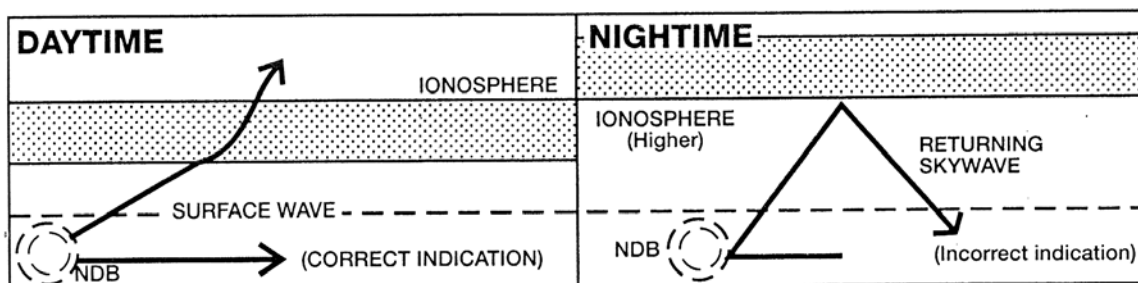 DAYTIME
IONOSPHERE
SURFACE WAVE
NDB
(CORRECT INDICATION)
NIGHTIME
IONOSPHERE
(Higher)
RETURNING
SKYWAVE
NDB
(Incorrect indication)